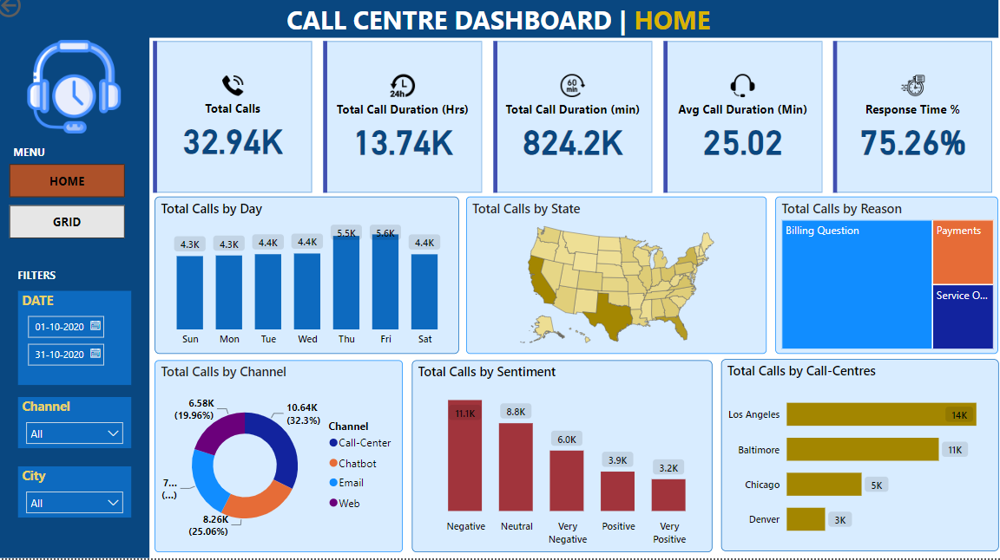 CALL CENTRE DASHBOARD | HOME
MENU
HOME
GRID
FILTERS
DATE
01-10-2020
31-10-2020
Channel
All
City
All
Total Calls
32.94K
24h
Total Call Duration (Hrs)
13.74K
60
min
Total Call Duration (min)
824.2K
Avg Call Duration (Min)
25.02
Response Time %
75.26%
Total Calls by Day
4.3K 4.3K 4.4K 4.4K 5.5K 5.6K 4.4K
Sun Mon Tue Wed Thu Fri Sat
Total Calls by State
Total Calls by Reason
Billing Question
Payments
Service O...
Total Calls by Channel
6.58K
(19.96%)
10.64K
(32.3%)
7...
(...)
8.26K
(25.06%)
Channel
Call-Center
Chatbot
Email
Web
Total Calls by Sentiment
11.1K 8.8K 6.0K 3.9K 3.2K
Negative Neutral Very Positive Very
Negative Positive
Total Calls by Call-Centres
Los Angeles 14K
Baltimore 11K
Chicago 5K
Denver 3K